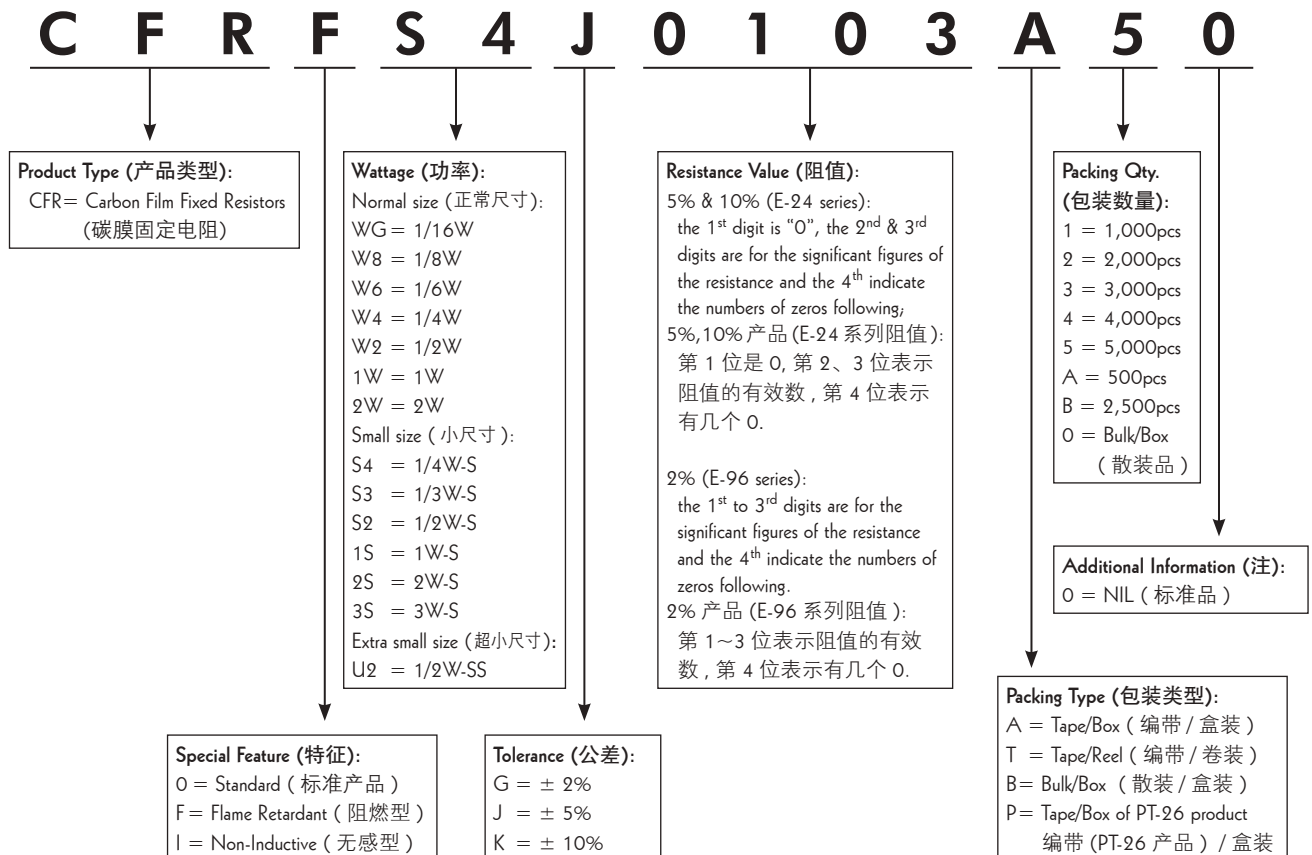 C F R F S 4 J 0 1 0 3 A 5 0
Product Type (产品类型):
CFR= Carbon Film Fixed Resistors
(碳膜固定电阻)
Wattage (功率):
Normal size (正常尺寸):
WG = 1/16W
W8 = 1/8W
W6 = 1/6W
W4 = 1/4W
W2 = 1/2W
1W = 1W
2W = 2W
Small size ( 小尺寸 ):
S4 = 1/4W-S
S3 = 1/3W-S
S2 = 1/2W-S
1S = 1W-S
2S = 2W-S
3S = 3W-S
Extra small size (超小尺寸):
U2 = 1/2W-SS
Resistance Value (阻值):
5% & 10% (E-24 series):
the 1st digit is “0”, the 2nd & 3rd
digits are for the significant figures of
the resistance and the 4th indicate
the numbers of zeros following;
5%,10% 产品 (E-24 系列阻值 ):
第 1 位是 0, 第 2、3 位表示
阻值的有效数 , 第 4 位表示
有几个 0.
2% (E-96 series):
the 1st to 3rd digits are for the
significant figures of the resistance
and the 4th indicate the numbers of
zeros following.
2% 产品 (E-96 系列阻值 ):
第 1~3 位表示阻值的有效
数 , 第 4 位表示有几个 0.
Packing Qty.
(包装数量):
1 = 1,000pcs
2 = 2,000pcs
3 = 3,000pcs
4 = 4,000pcs
5 = 5,000pcs
A = 500pcs
B = 2,500pcs
0 = Bulk/Box
( 散装品 )
Additional Information (注):
0 = NIL ( 标准品 )
Special Feature (特征):
0 = Standard ( 标准产品 )
F = Flame Retardant ( 阻燃型 )
I = Non-Inductive ( 无感型 )
Tolerance (公差):
G = ± 2%
J = ± 5%
K = ± 10%
Packing Type (包装类型):
A = Tape/Box ( 编带 / 盒装 )
T = Tape/Reel ( 编带 / 卷装 )
B= Bulk/Box ( 散装 / 盒装 )
P= Tape/Box of PT-26 product
编带 (PT-26 产品 ) / 盒装